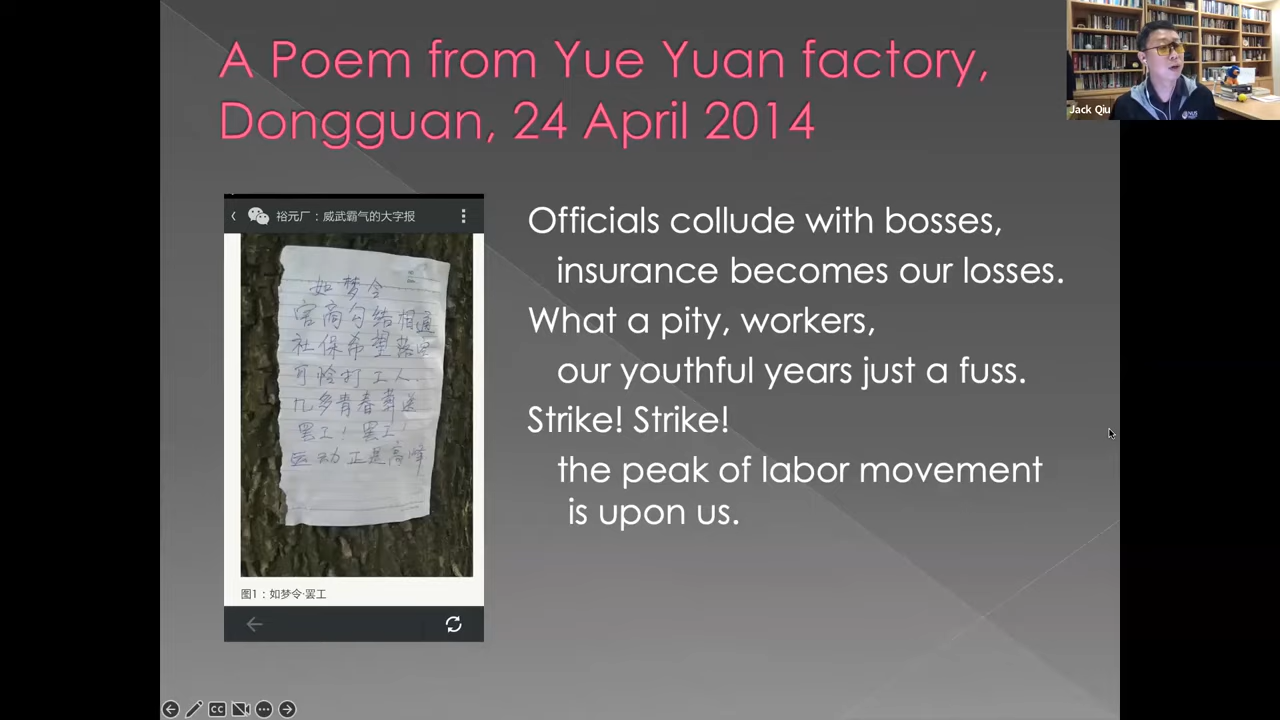 A Poem from Yue Yuan factory,
Dongguan, 24 April 2014
Jack Qiu
裕元厂：威武霸气的大字报
如梦令
官商勾结相通
社保希望落空
可怜打工人
几多青春葬送
罢工！罢工！
运动正是高峰
图1：如梦令·罢工
Officials collude with bosses,
insurance becomes our losses.
What a pity, workers,
our youthful years just a fuss.
Strike! Strike!
the peak of labor movement
is upon us.
CC
NUS